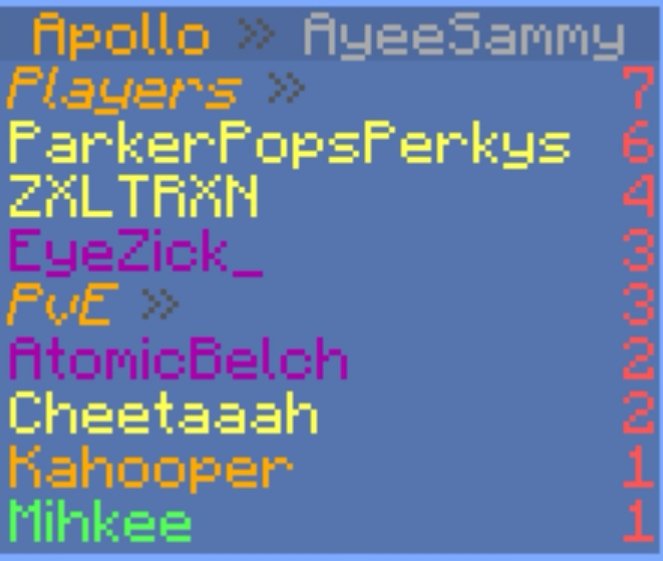 Apollo » AyeeSammy
Players » 7
ParkerPopsPerkys 6
ZXLTRXN 4
EyeZick_ 3
PvE » 3
AtomicBelch 2
Cheetaaah 2
Kahooper 1
Mihkee 1